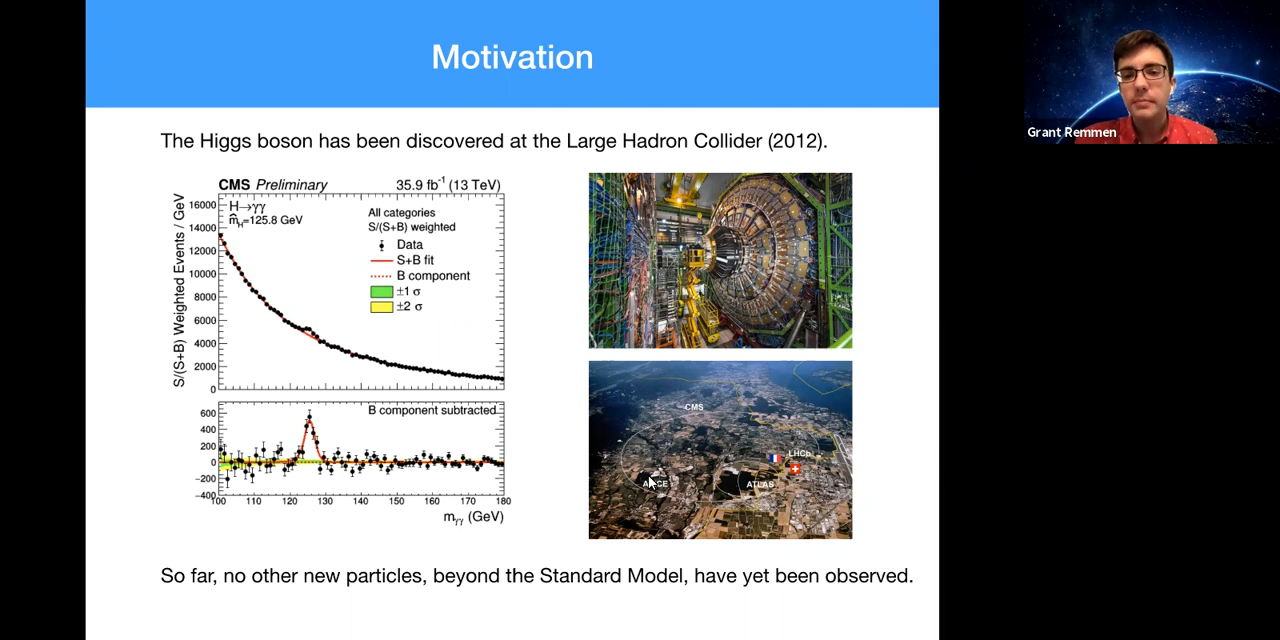 Motivation
The Higgs boson has been discovered at the Large Hadron Collider (2012).
CMS Preliminary 35.9 fb⁻¹ (13 TeV)
S/(S+B) Weighted Events / GeV
16000
14000
12000
10000
8000
6000
4000
2000
0
H→γγ
m̂H=125.8 GeV
All categories
S/(S+B) weighted
Data
S+B fit
B component
±1 σ
±2 σ
B component subtracted
600
400
200
0
−200
−400
100 110 120 130 140 150 160 170 180
mγγ (GeV)
CMS
LHCb
ATLAS
So far, no other new particles, beyond the Standard Model, have yet been observed.
Grant Remmen